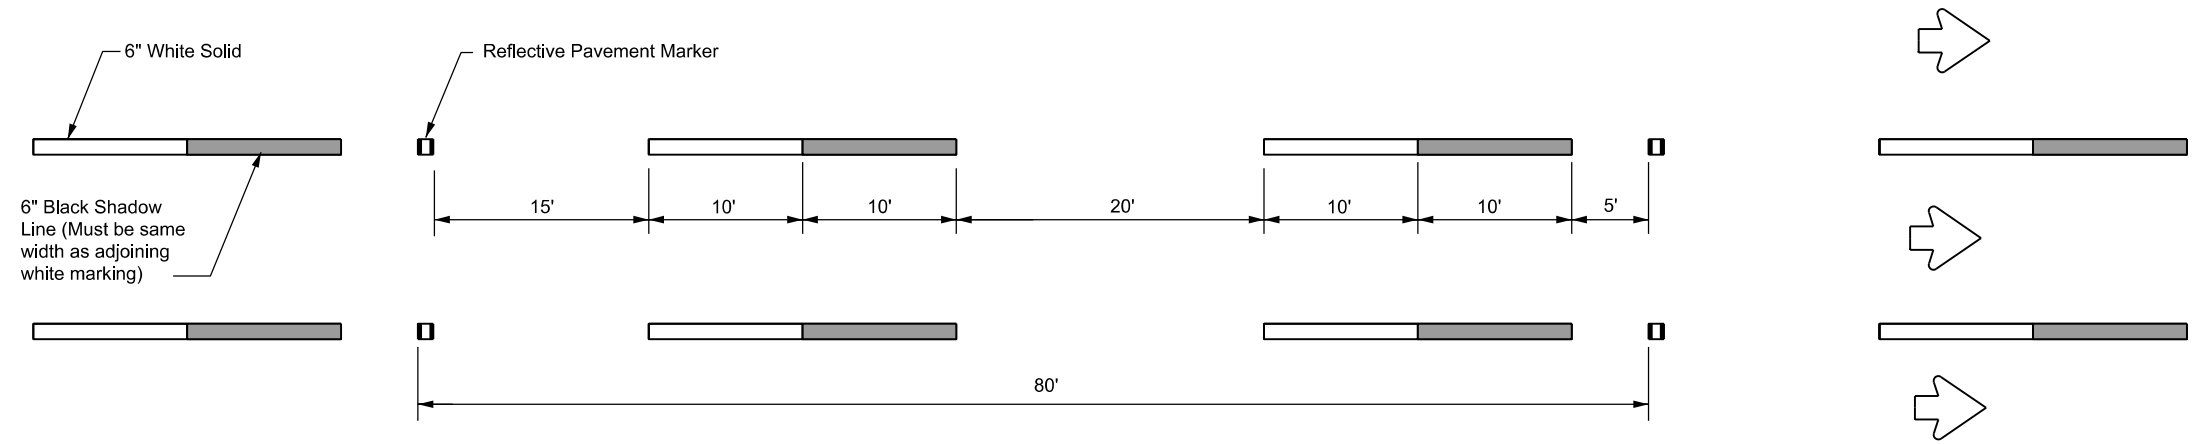 6" White Solid
Reflective Pavement Marker
6" Black Shadow
Line (Must be same
width as adjoining
white marking)
15'
10'
10'
20'
10'
10'
5'
80'